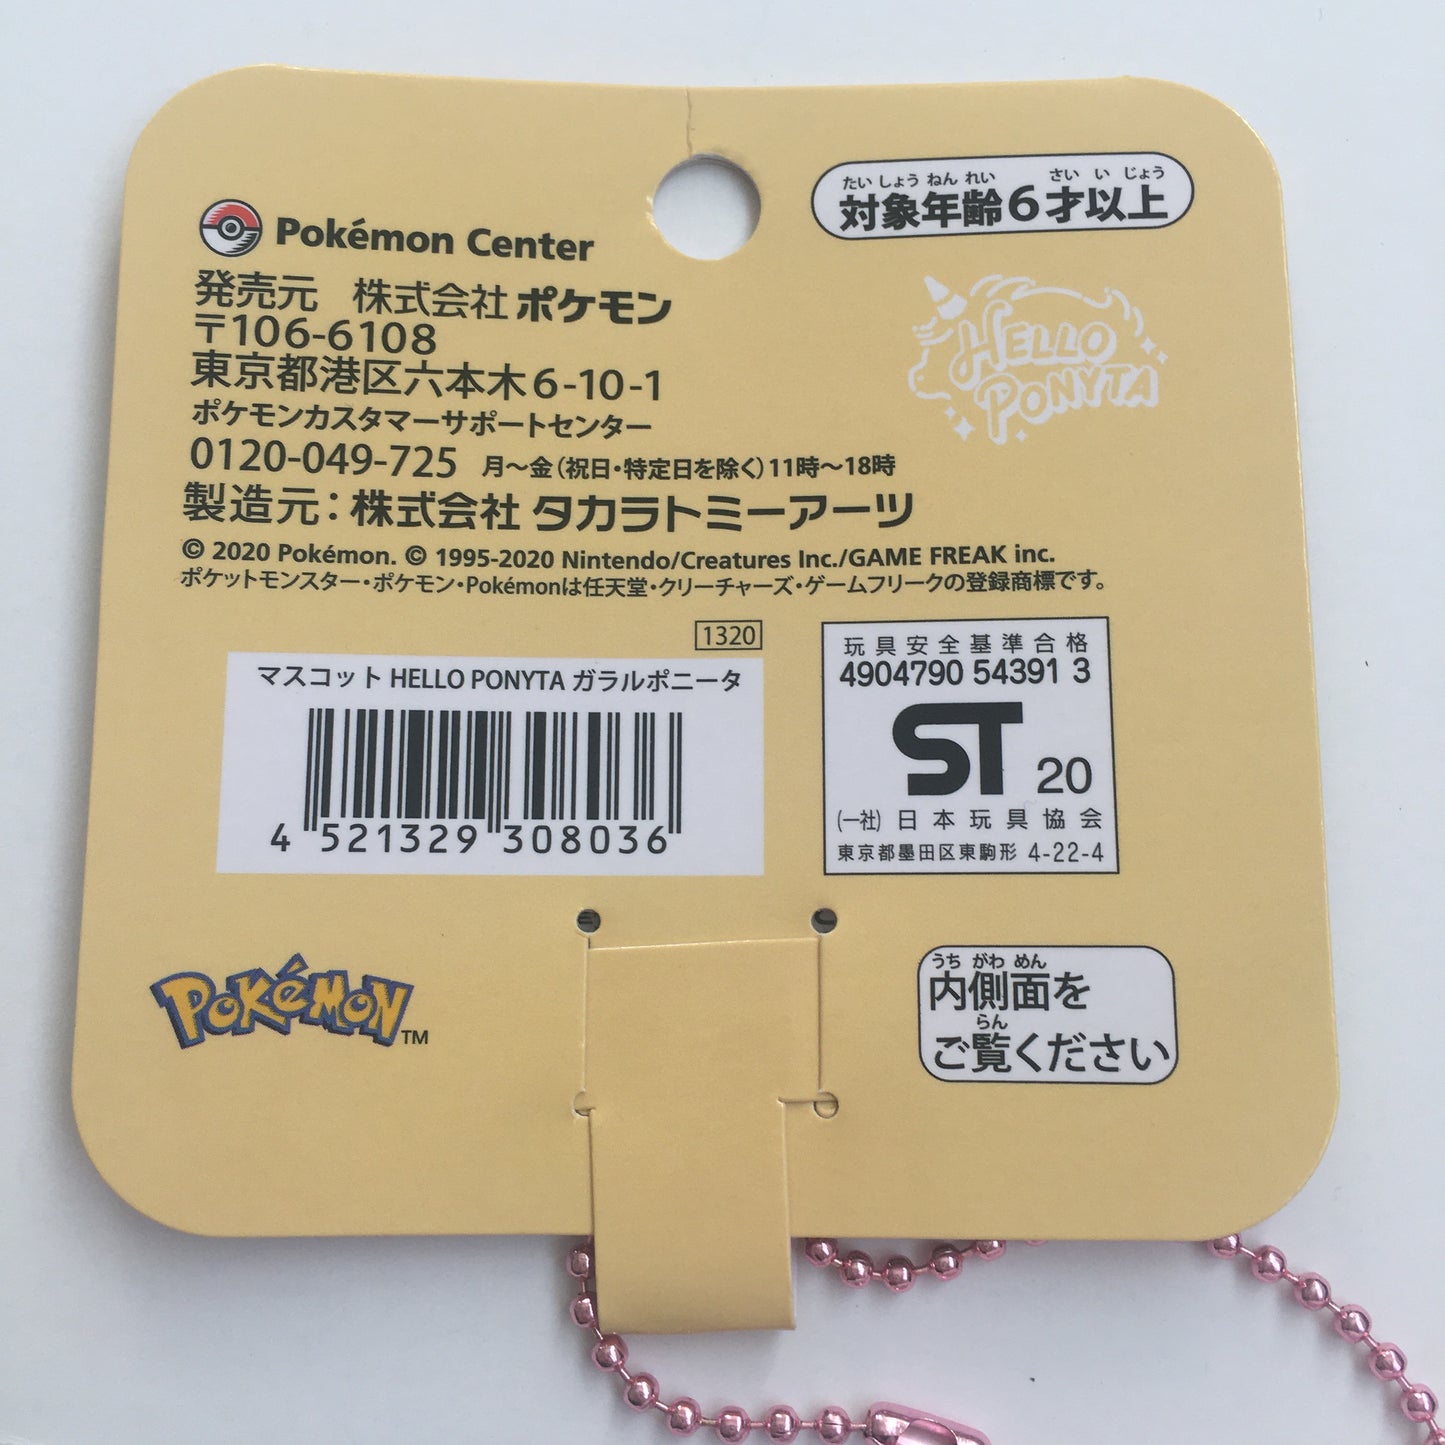 Pokémon Center
発売元 株式会社 ポケモン
〒106-6108
東京都港区六本木6-10-1
ポケモンカスタマーサポートセンター
0120-049-725 月～金（祝日・特定日を除く）11時～18時
製造元：株式会社 タカラトミーアーツ
© 2020 Pokémon. © 1995-2020 Nintendo/Creatures Inc./GAME FREAK inc.
ポケットモンスター・ポケモン・Pokémonは任天堂・クリーチャーズ・ゲームフリークの登録商標です。
たい しょう ねん れい さい い じょう
対象年齢6才以上
HELLO
PONYTA
1320
マスコット HELLO PONYTA ガラルポニータ
4 521329 308036
玩具安全基準合格
4904790 54391 3
ST 20
(一社) 日本玩具協会
東京都墨田区東駒形 4-22-4
POKéMON™
うち がわ めん
内側面を
らん
ご覧ください